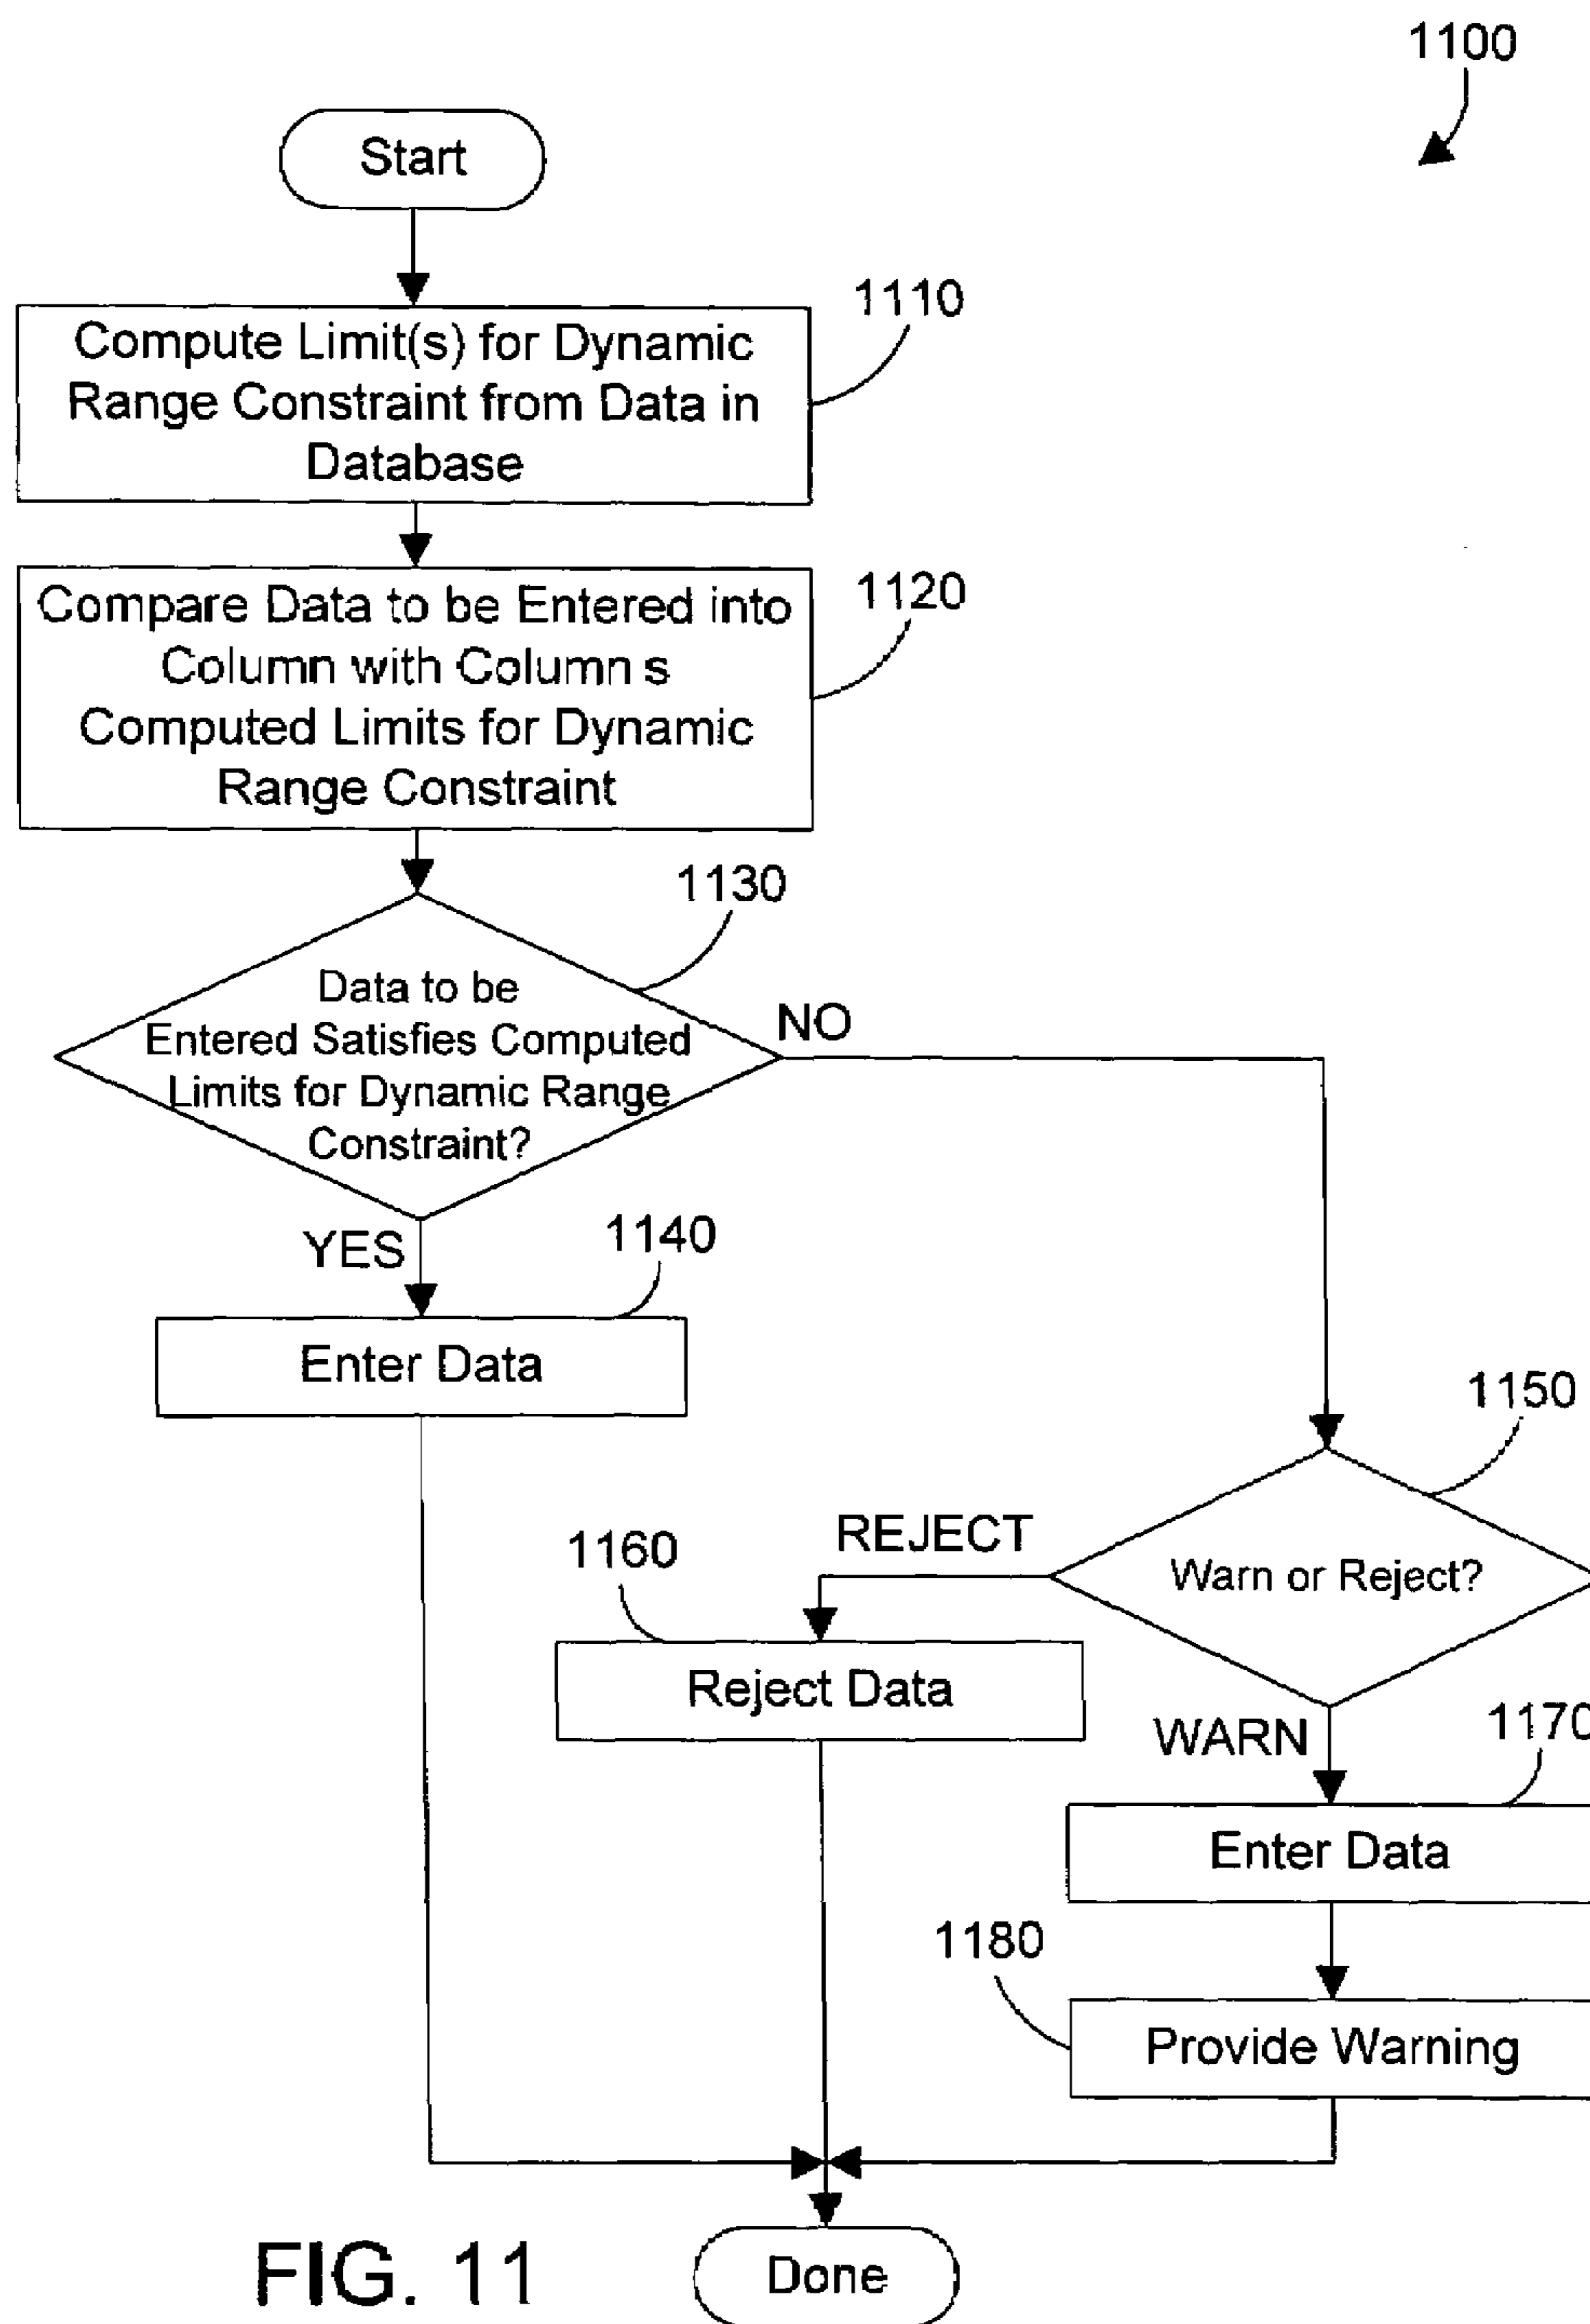 1100
Start
1110
Compute Limit(s) for Dynamic
Range Constraint from Data in
Database
1120
Compare Data to be Entered into
Column with Column s
Computed Limits for Dynamic
Range Constraint
1130
Data to be
Entered Satisfies Computed
Limits for Dynamic Range
Constraint?
NO
YES
1140
Enter Data
1150
Warn or Reject?
REJECT
1160
Reject Data
WARN
1170
Enter Data
1180
Provide Warning
Done
FIG. 11